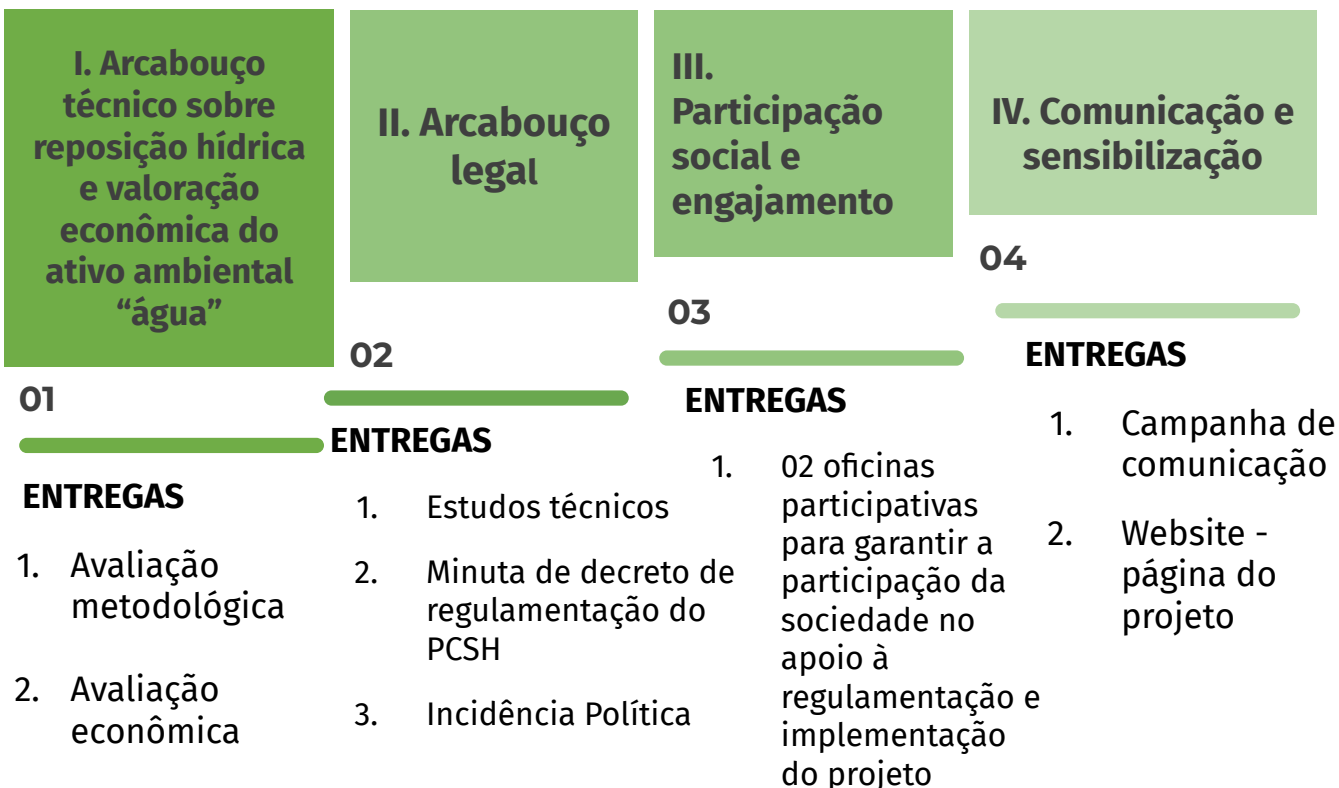 I. Arcabouço
técnico sobre
reposição hídrica
e valoração
econômica do
ativo ambiental
“água”
01
ENTREGAS
1. Avaliação
metodológica
2. Avaliação
econômica
II. Arcabouço
legal
02
ENTREGAS
1. Estudos técnicos
2. Minuta de decreto de
regulamentação do
PCSH
3. Incidência Política
III.
Participação
social e
engajamento
03
ENTREGAS
1. 02 oficinas
participativas
para garantir a
participação da
sociedade no
apoio à
regulamentação e
implementação
do projeto
IV. Comunicação e
sensibilização
04
ENTREGAS
1. Campanha de
comunicação
2. Website -
página do
projeto